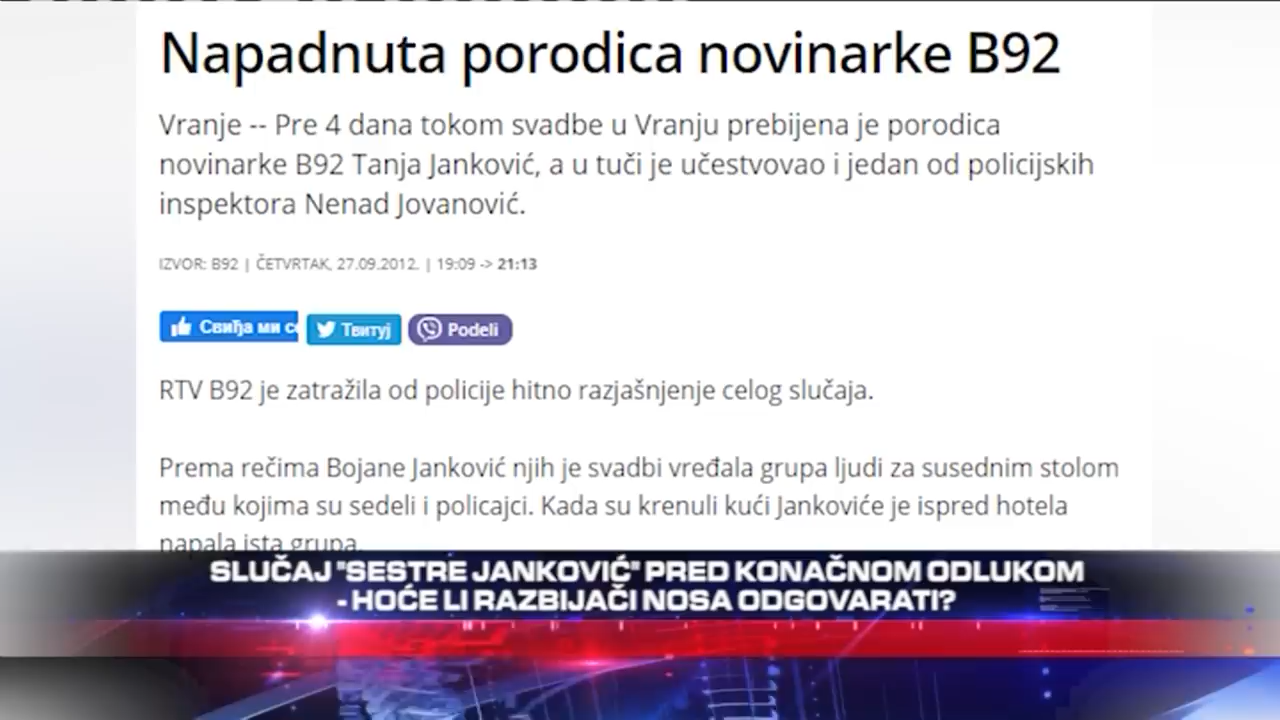 Napadnuta porodica novinarke B92
Vranje -- Pre 4 dana tokom svadbe u Vranju prebijena je porodica
novinarke B92 Tanja Janković, a u tuči je učestvovao i jedan od policijskih
inspektora Nenad Jovanović.
IZVOR: B92 | ČETVRTAK, 27.09.2012. | 19:09 -> 21:13
Свиђа ми се Твитуј Podeli
RTV B92 je zatražila od policije hitno razjašnjenje celog slučaja.
Prema rečima Bojane Janković njih je svadbi vređala grupa ljudi za susednim stolom
među kojima su sedeli i policajci. Kada su krenuli kući Jankoviće je ispred hotela
napala ista grupa.
SLUČAJ "SESTRE JANKOVIĆ" PRED KONAČNOM ODLUKOM
- HOĆE LI RAZBIJAČI NOSA ODGOVARATI?